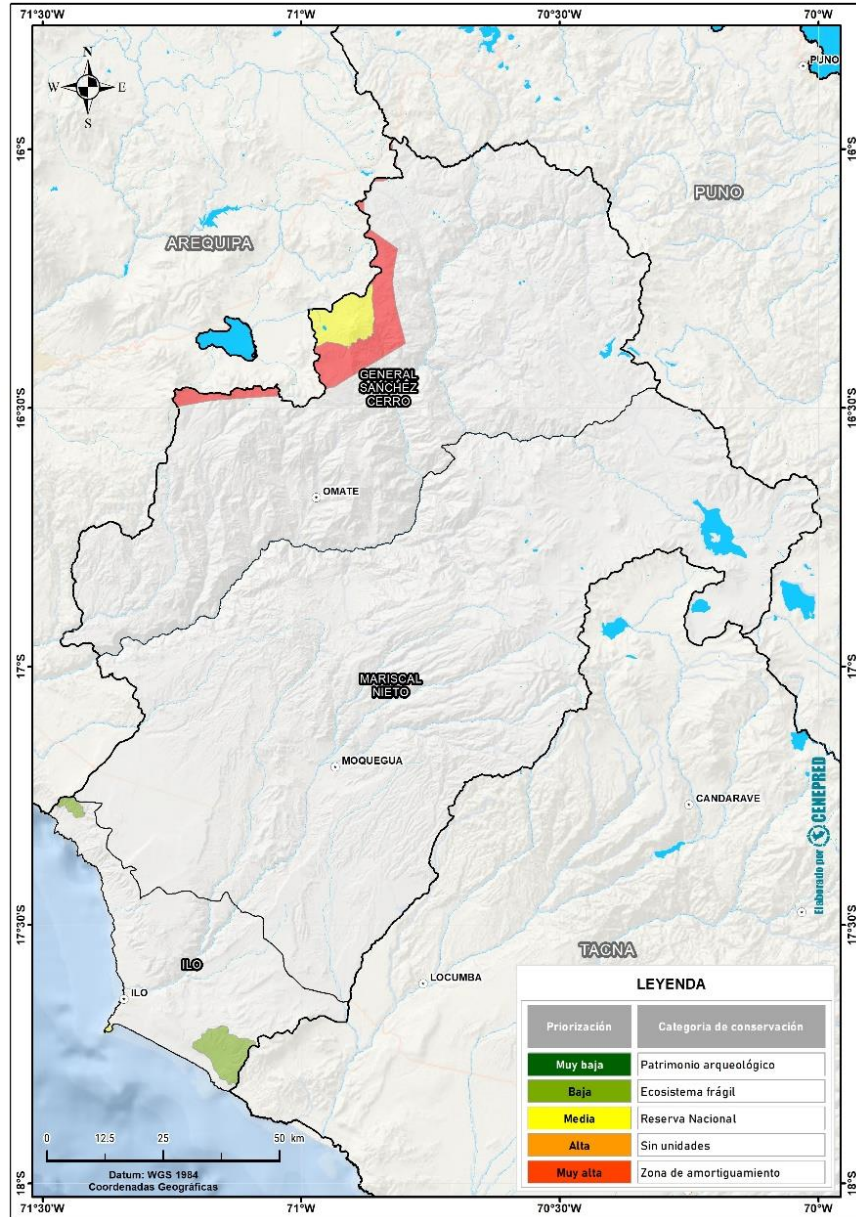 71°30'W
71°W
70°30'W
70°W
N
W
E
S
PUNO
16°S
16°S
PUNO
AREQUIPA
GENERAL
SANCHÉZ
CERRO
16°30'S
16°30'S
OMATE
17°S
17°S
MARISCAL
NIETO
MOQUEGUA
CANDARAVE
Elaborado por CENEPRED
17°30'S
17°30'S
TACNA
ILO
LOCUMBA
ILO
LEYENDA
Priorización
Categoria de conservación
Muy baja
Patrimonio arqueológico
Baja
Ecosistema frágil
Media
Reserva Nacional
Alta
Sin unidades
Muy alta
Zona de amortiguamiento
0 12.5 25 50 km
Datum: WGS 1984
Coordenadas Geográficas
18°S
18°S
71°30'W
71°W
70°30'W
70°W